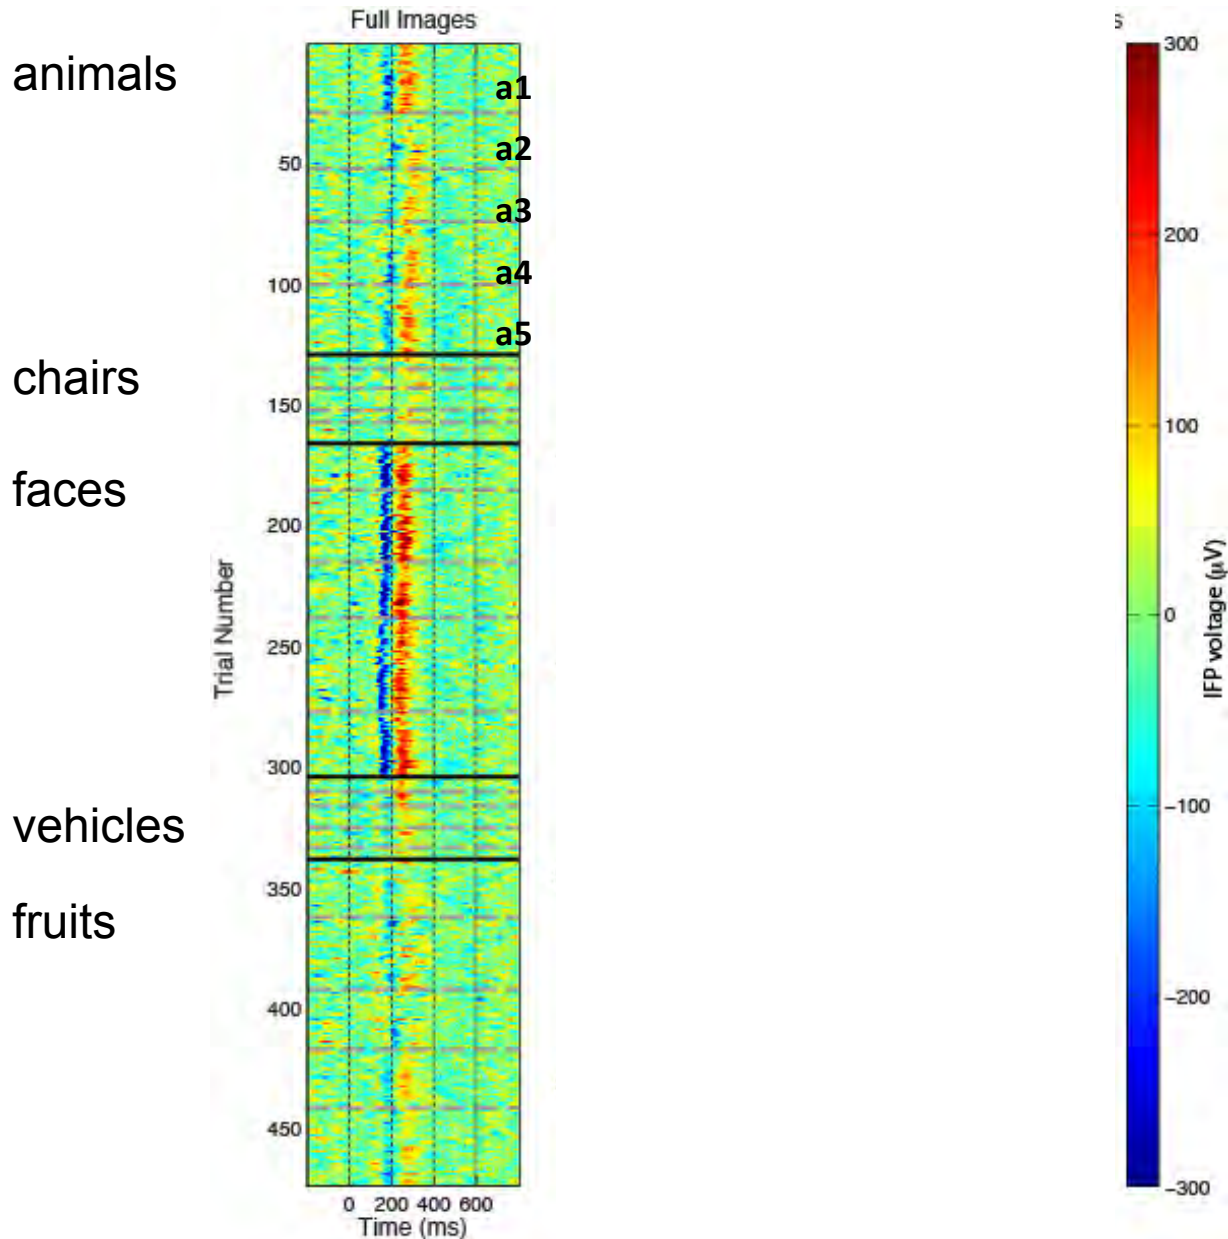 Full Images
s
animals
chairs
faces
vehicles
fruits
a1
a2
a3
a4
a5
Trial Number
50
100
150
200
250
300
350
400
450
0 200 400 600
Time (ms)
300
200
100
0
−100
−200
−300
IFP voltage (µV)